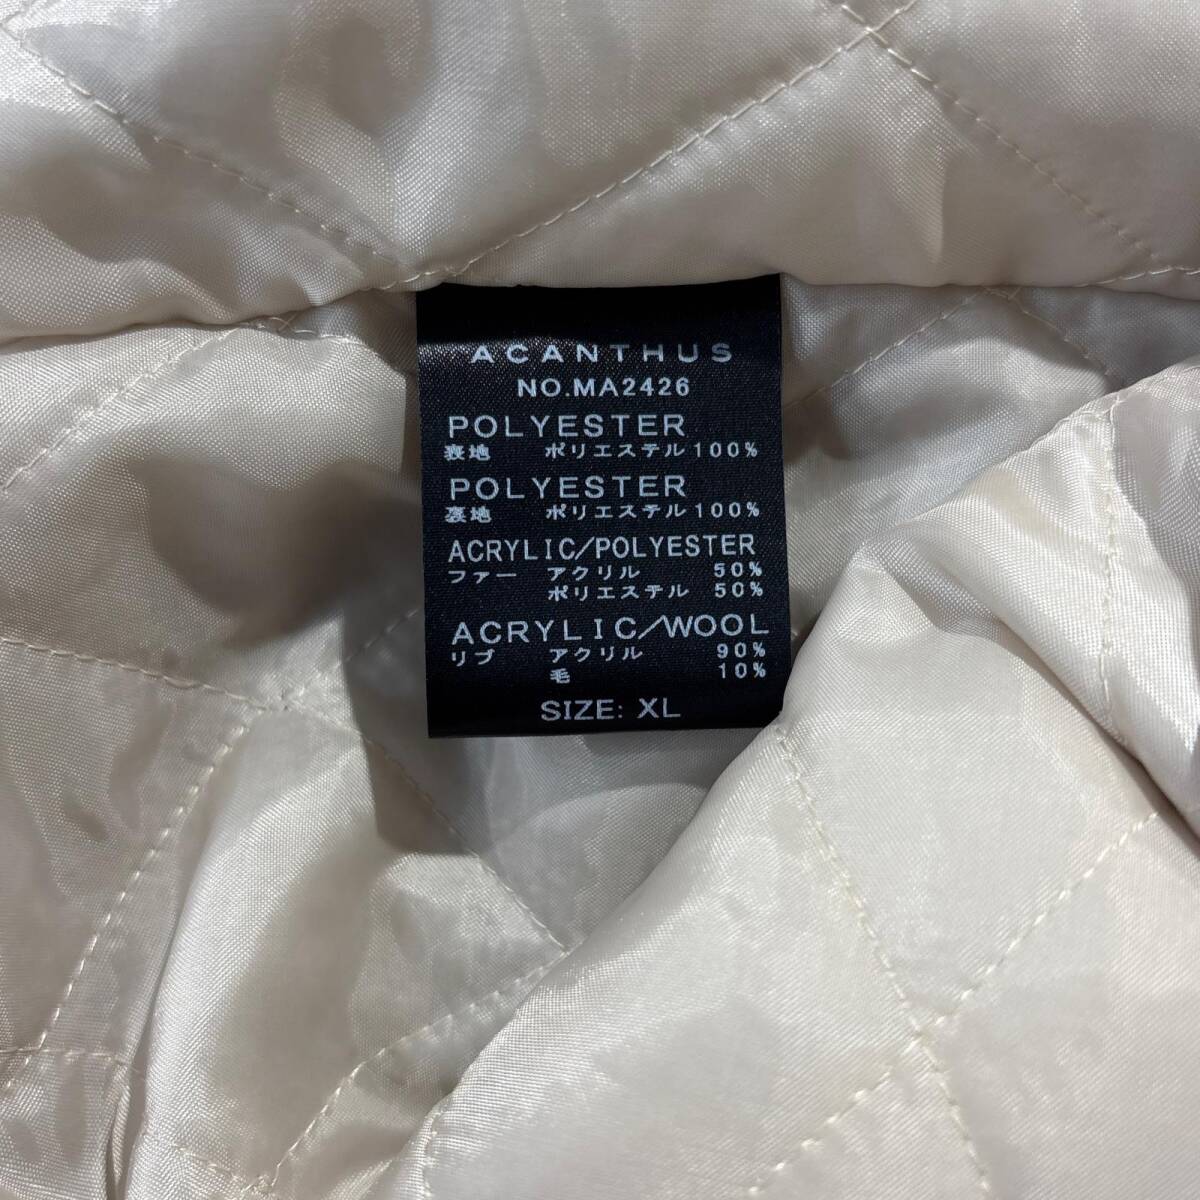 ACANTHUS
NO.MA2426
POLYESTER
表地 ポリエステル100%
POLYESTER
裏地 ポリエステル100%
ACRYLIC/POLYESTER
ファー アクリル 50%
ポリエステル 50%
ACRYLIC/WOOL
リブ アクリル 90%
毛 10%
SIZE: XL